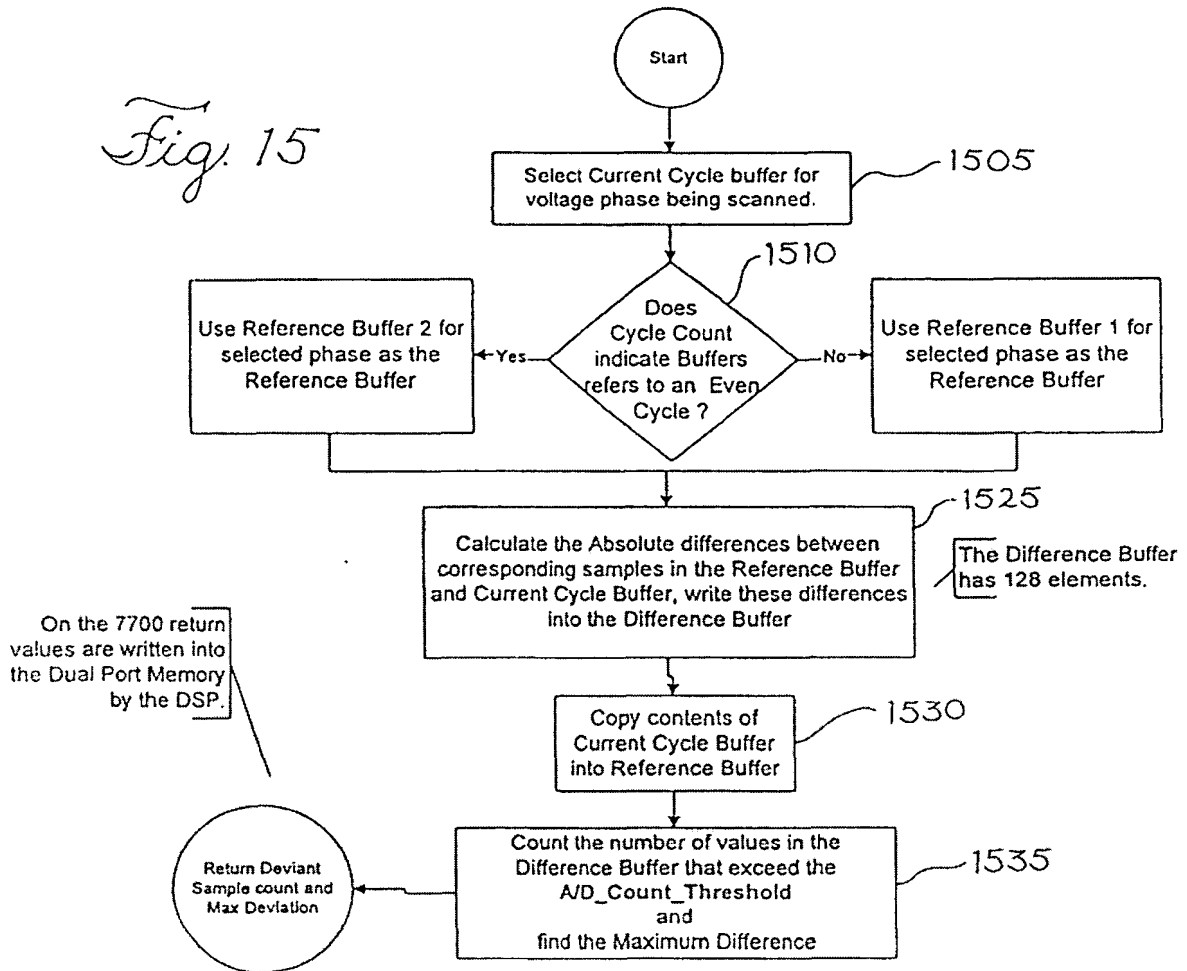 Start
Fig. 15
Select Current Cycle buffer for
voltage phase being scanned.
1505
1510
Does
Cycle Count
indicate Buffers
refers to an Even
Cycle ?
Yes
No
Use Reference Buffer 2 for
selected phase as the
Reference Buffer
Use Reference Buffer 1 for
selected phase as the
Reference Buffer
1525
Calculate the Absolute differences between
corresponding samples in the Reference Buffer
and Current Cycle Buffer, write these differences
into the Difference Buffer
The Difference Buffer
has 128 elements.
On the 7700 return
values are written into
the Dual Port Memory
by the DSP.
1530
Copy contents of
Current Cycle Buffer
into Reference Buffer
1535
Count the number of values in the
Difference Buffer that exceed the
A/D_Count_Threshold
and
find the Maximum Difference
Return Deviant
Sample count and
Max Deviation